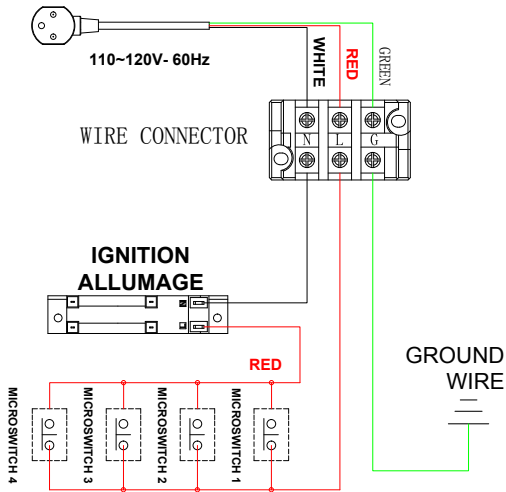 110~120V- 60Hz
WHITE
RED
GREEN
WIRE CONNECTOR
N L G
IGNITION
ALLUMAGE
N
L
RED
GROUND
WIRE
MICROSWITCH 4
MICROSWITCH 3
MICROSWITCH 2
MICROSWITCH 1